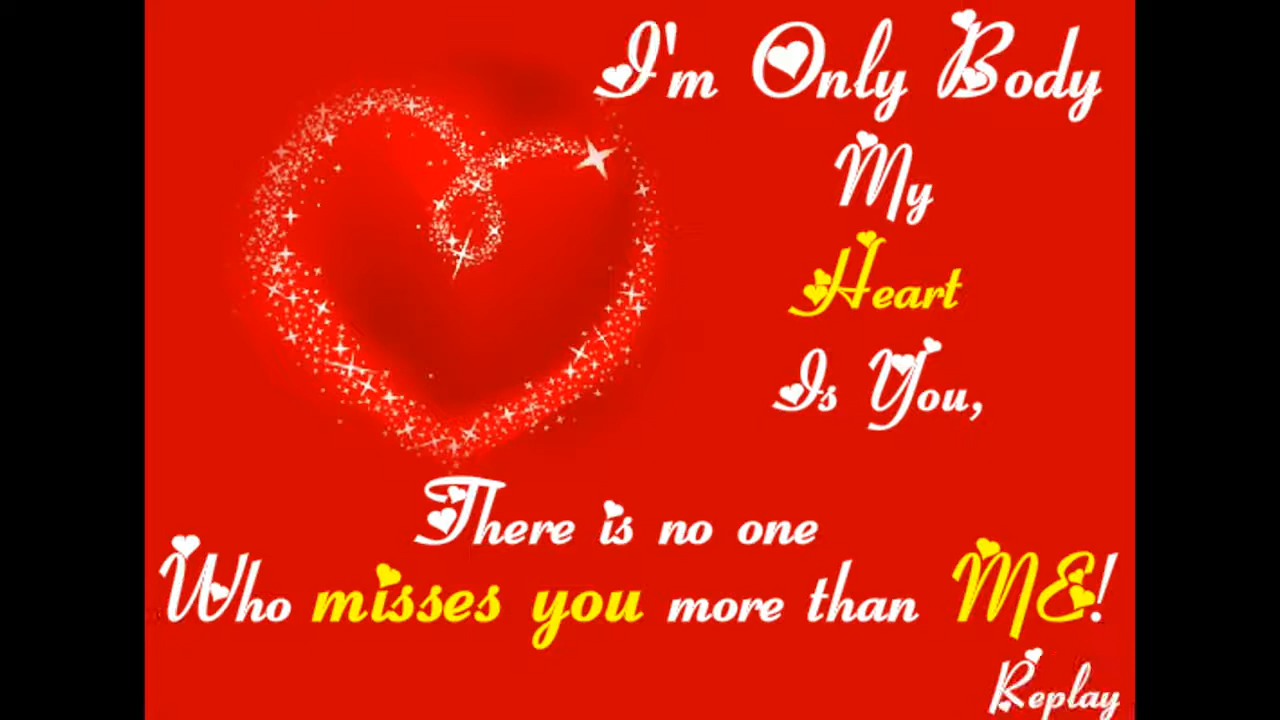 I'm Only Body
My
Heart
Is You,
There is no one
Who misses you more than ME!
Replay